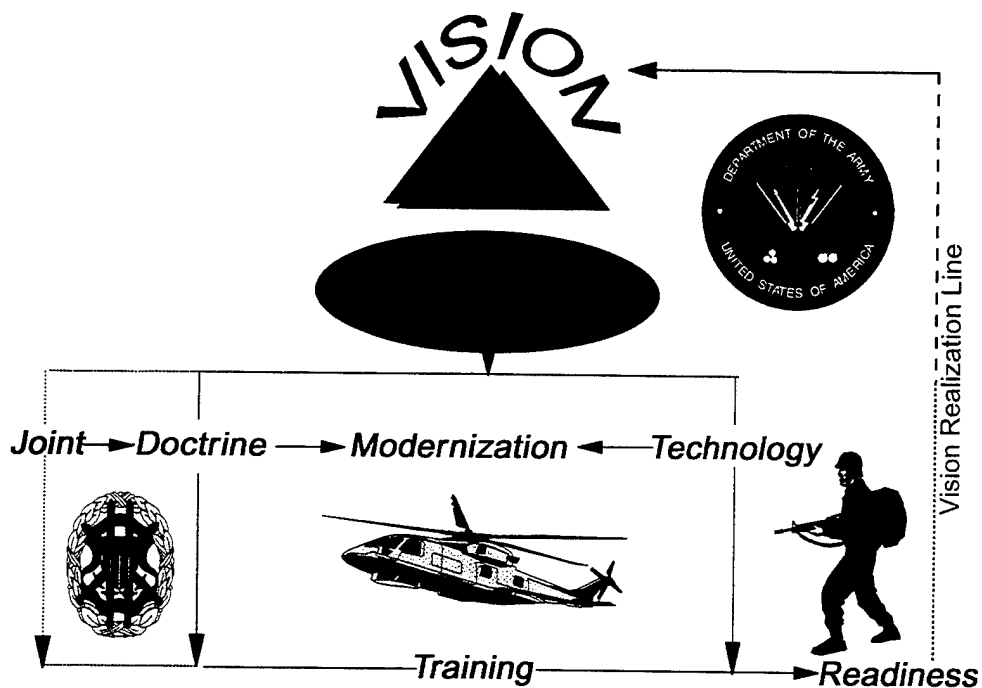 VISION
DEPARTMENT OF THE ARMY
UNITED STATES OF AMERICA
Vision Realization Line
Joint Doctrine Modernization Technology
Training
Readiness